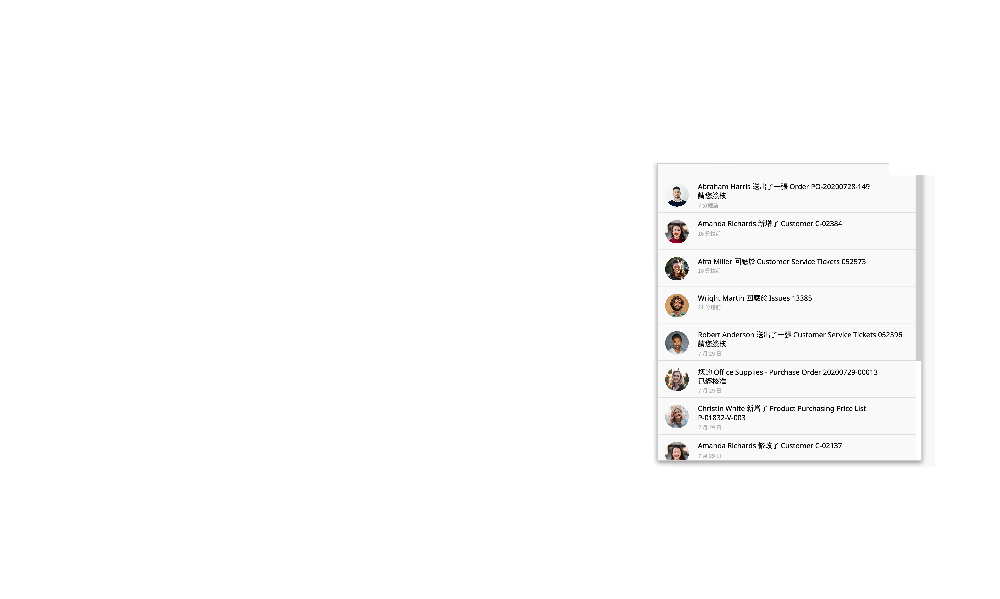 Abraham Harris 送出了一張 Order PO-20200728-149
請您簽核
7 分鐘前
Amanda Richards 新增了 Customer C-02384
16 分鐘前
Afra Miller 回應於 Customer Service Tickets 052573
18 分鐘前
Wright Martin 回應於 Issues 13385
21 分鐘前
Robert Anderson 送出了一張 Customer Service Tickets 052596
請您簽核
7 月 29 日
您的 Office Supplies - Purchase Order 20200729-00013
已經核准
7 月 29 日
Christin White 新增了 Product Purchasing Price List
P-01832-V-003
7 月 29 日
Amanda Richards 修改了 Customer C-02137
7 月 29 日